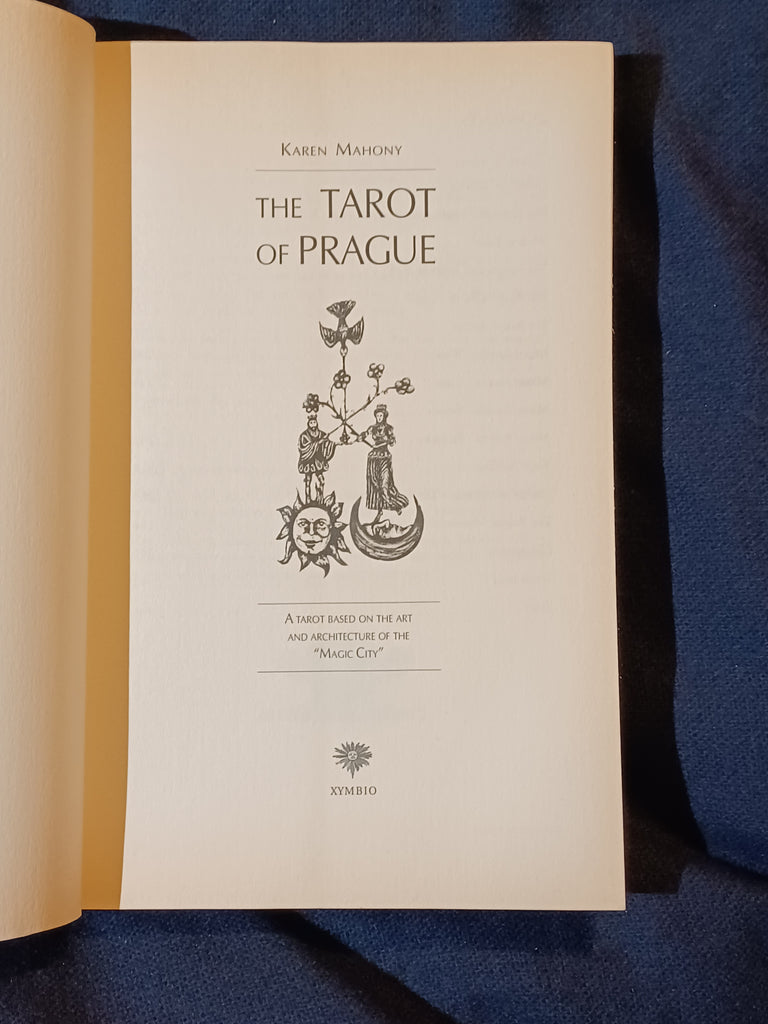 KAREN MAHONY
THE TAROT
OF PRAGUE
A TAROT BASED ON THE ART
AND ARCHITECTURE OF THE
“MAGIC CITY”
XYMBIO